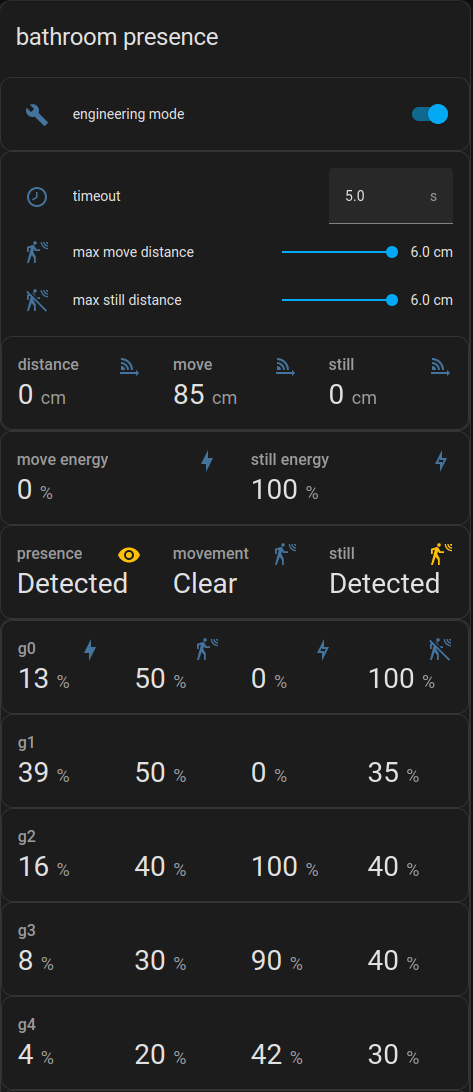 bathroom presence
engineering mode
timeout 5.0 s
max move distance 6.0 cm
max still distance 6.0 cm
distance move still
0 cm 85 cm 0 cm
move energy still energy
0 % 100 %
presence movement still
Detected Clear Detected
g0
13 % 50 % 0 % 100 %
g1
39 % 50 % 0 % 35 %
g2
16 % 40 % 100 % 40 %
g3
8 % 30 % 90 % 40 %
g4
4 % 20 % 42 % 30 %